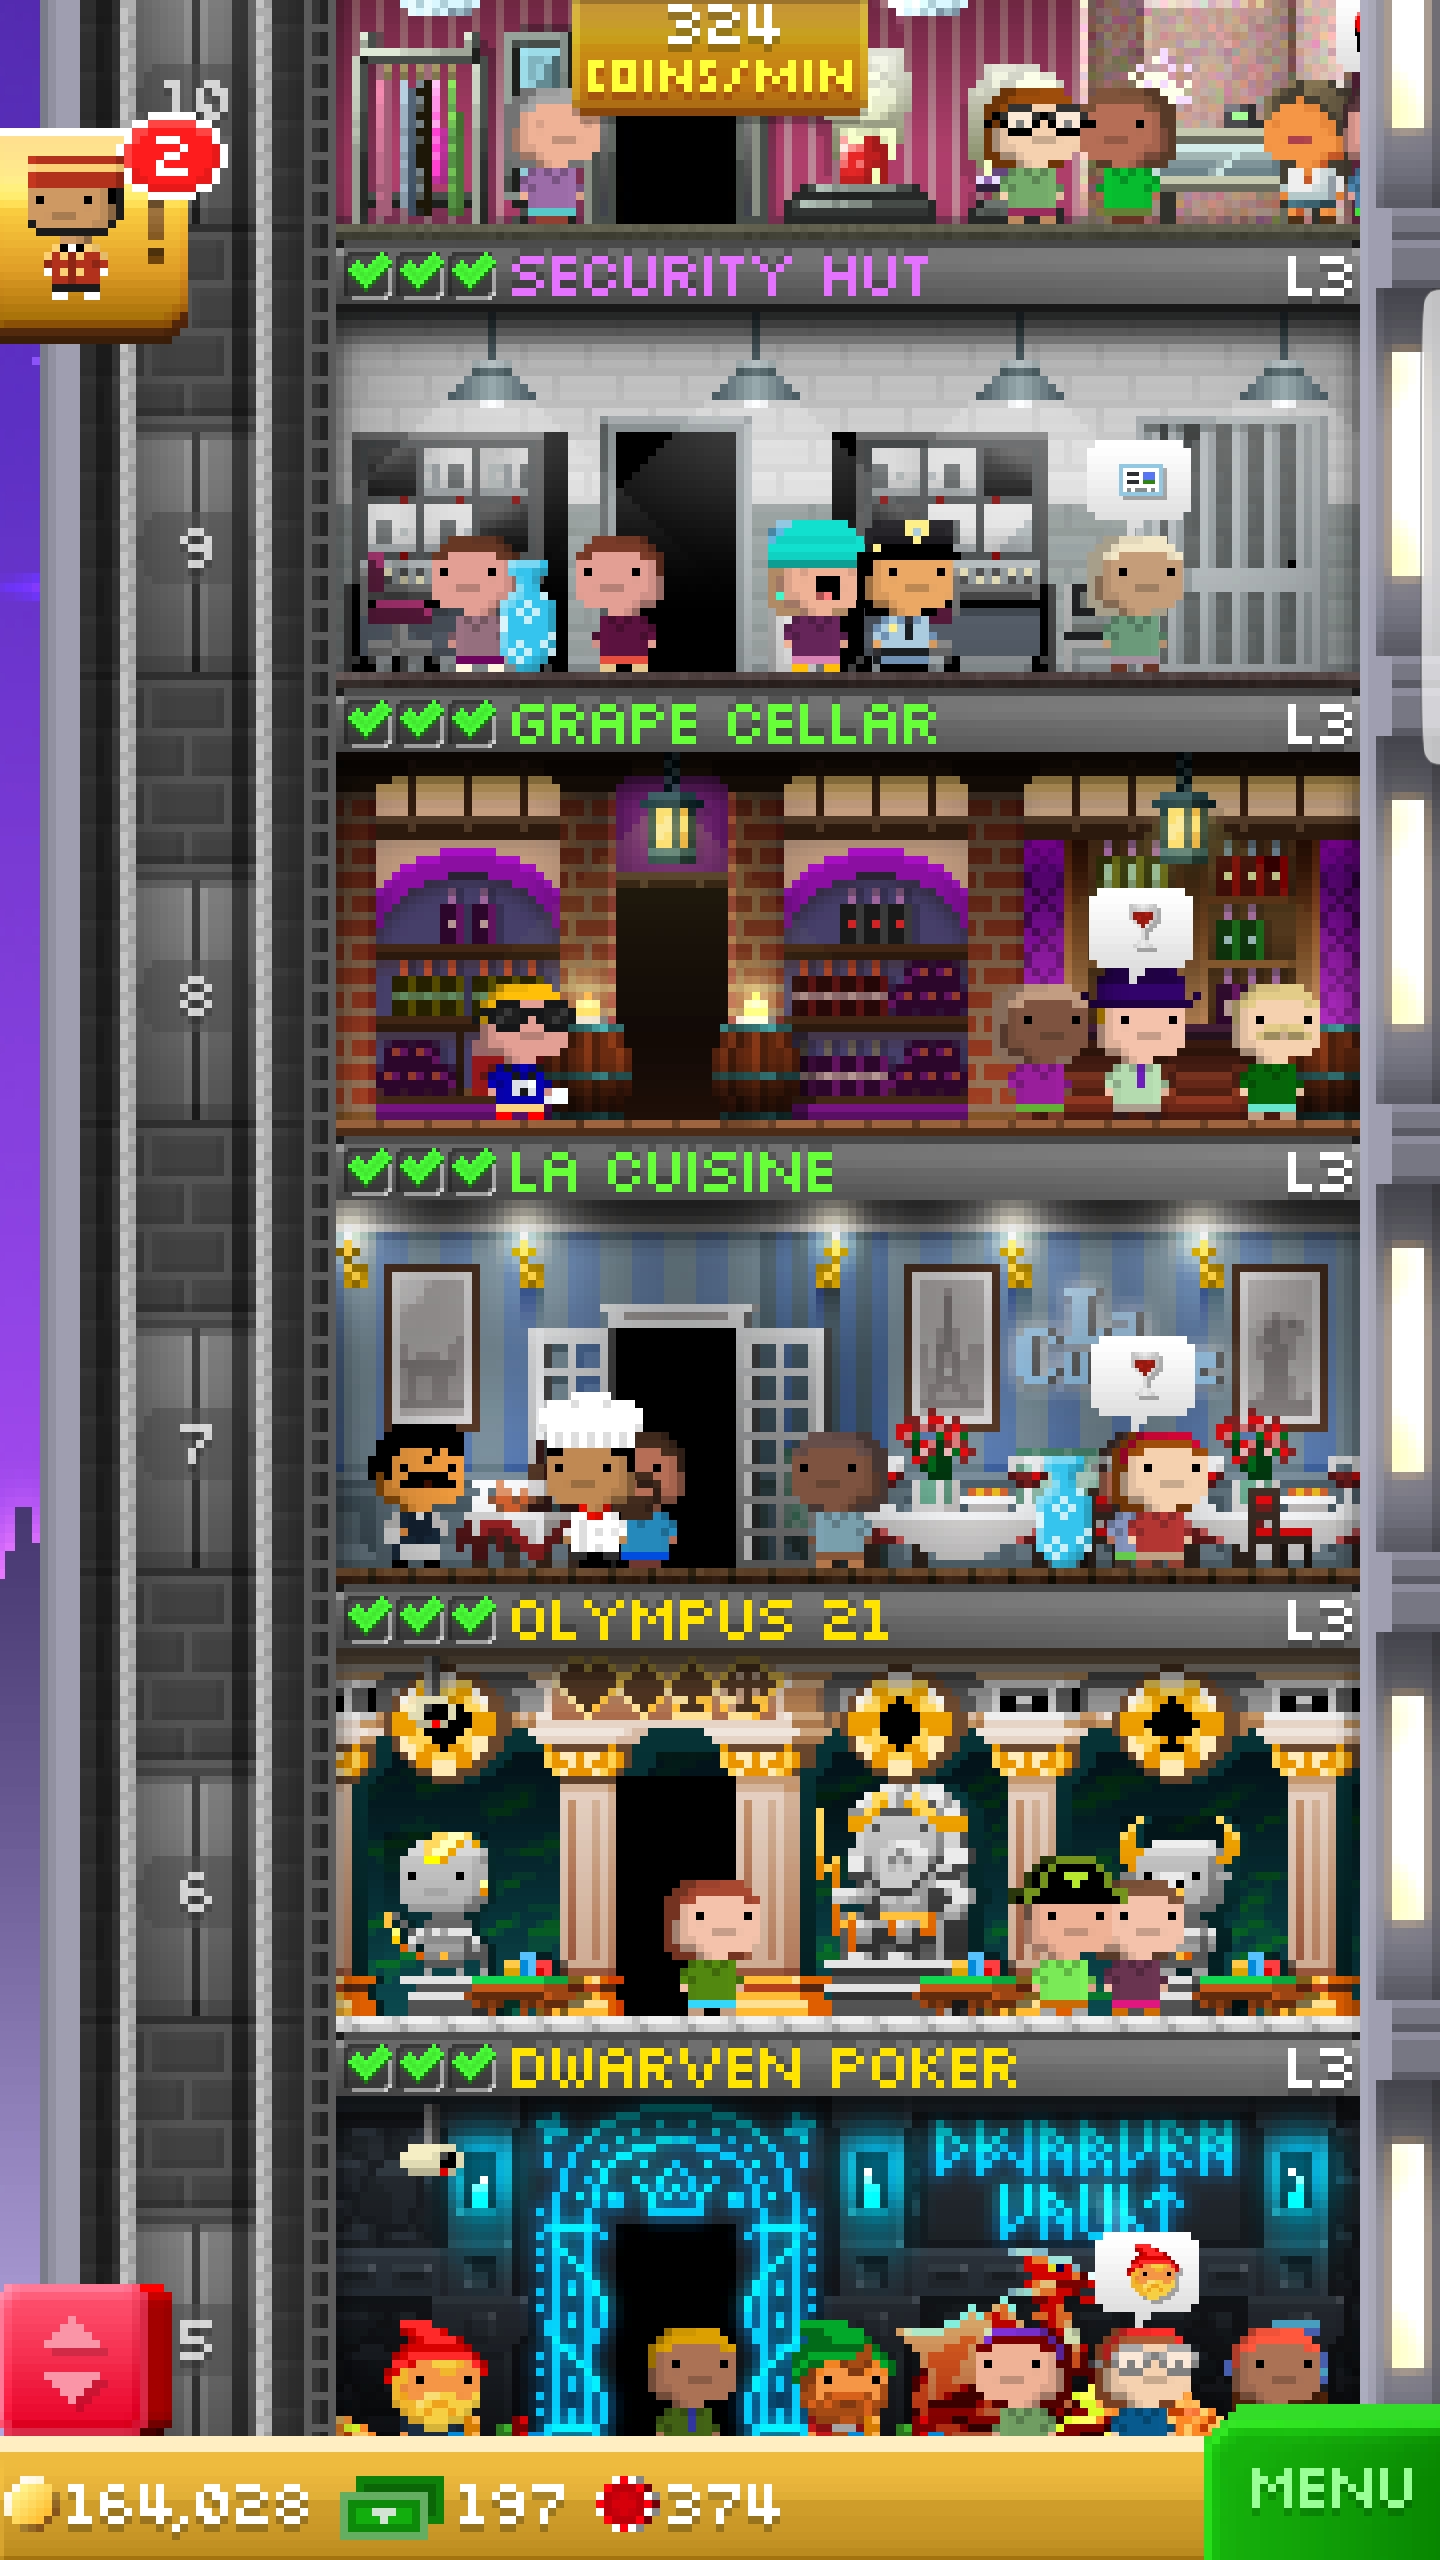 324
COINS/MIN
10
2
SECURITY HUT L3
9
GRAPE CELLAR L3
8
LA CUISINE L3
La
7
OLYMPUS 21 L3
6
DWARVEN POKER L3
DWARVEN
VAULT
5
164,028 197 374
MENU